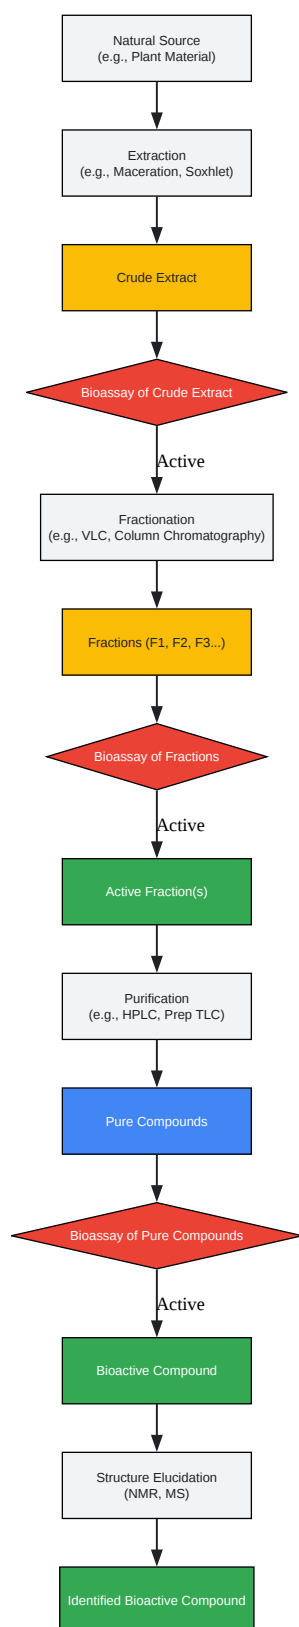 Natural Source
(e.g., Plant Material)
Extraction
(e.g., Maceration, Soxhlet)
Crude Extract
Bioassay of Crude Extract
Active
Fractionation
(e.g., VLC, Column Chromatography)
Fractions (F1, F2, F3...)
Bioassay of Fractions
Active
Active Fraction(s)
Purification
(e.g., HPLC, Prep TLC)
Pure Compounds
Bioassay of Pure Compounds
Active
Bioactive Compound
Structure Elucidation
(NMR, MS)
Identified Bioactive Compound